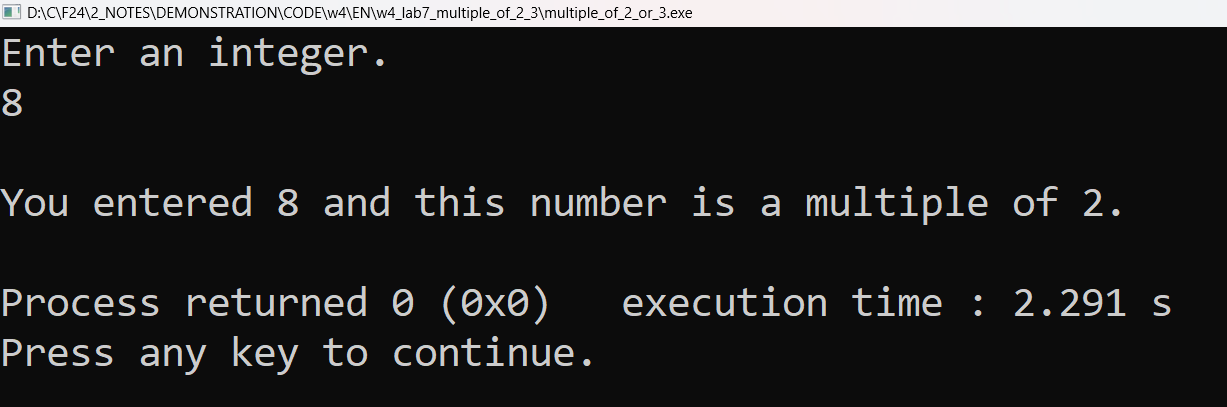 D:\C\F24\2_NOTES\DEMONSTRATION\CODE\w4\EN\w4_lab7_multiple_of_2_3\multiple_of_2_or_3.exe
Enter an integer.
8
You entered 8 and this number is a multiple of 2.
Process returned 0 (0x0)   execution time : 2.291 s
Press any key to continue.